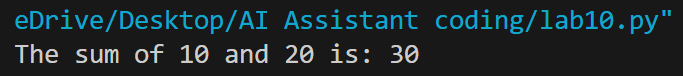 eDrive/Desktop/AI Assistant coding/lab10.py"
The sum of 10 and 20 is: 30